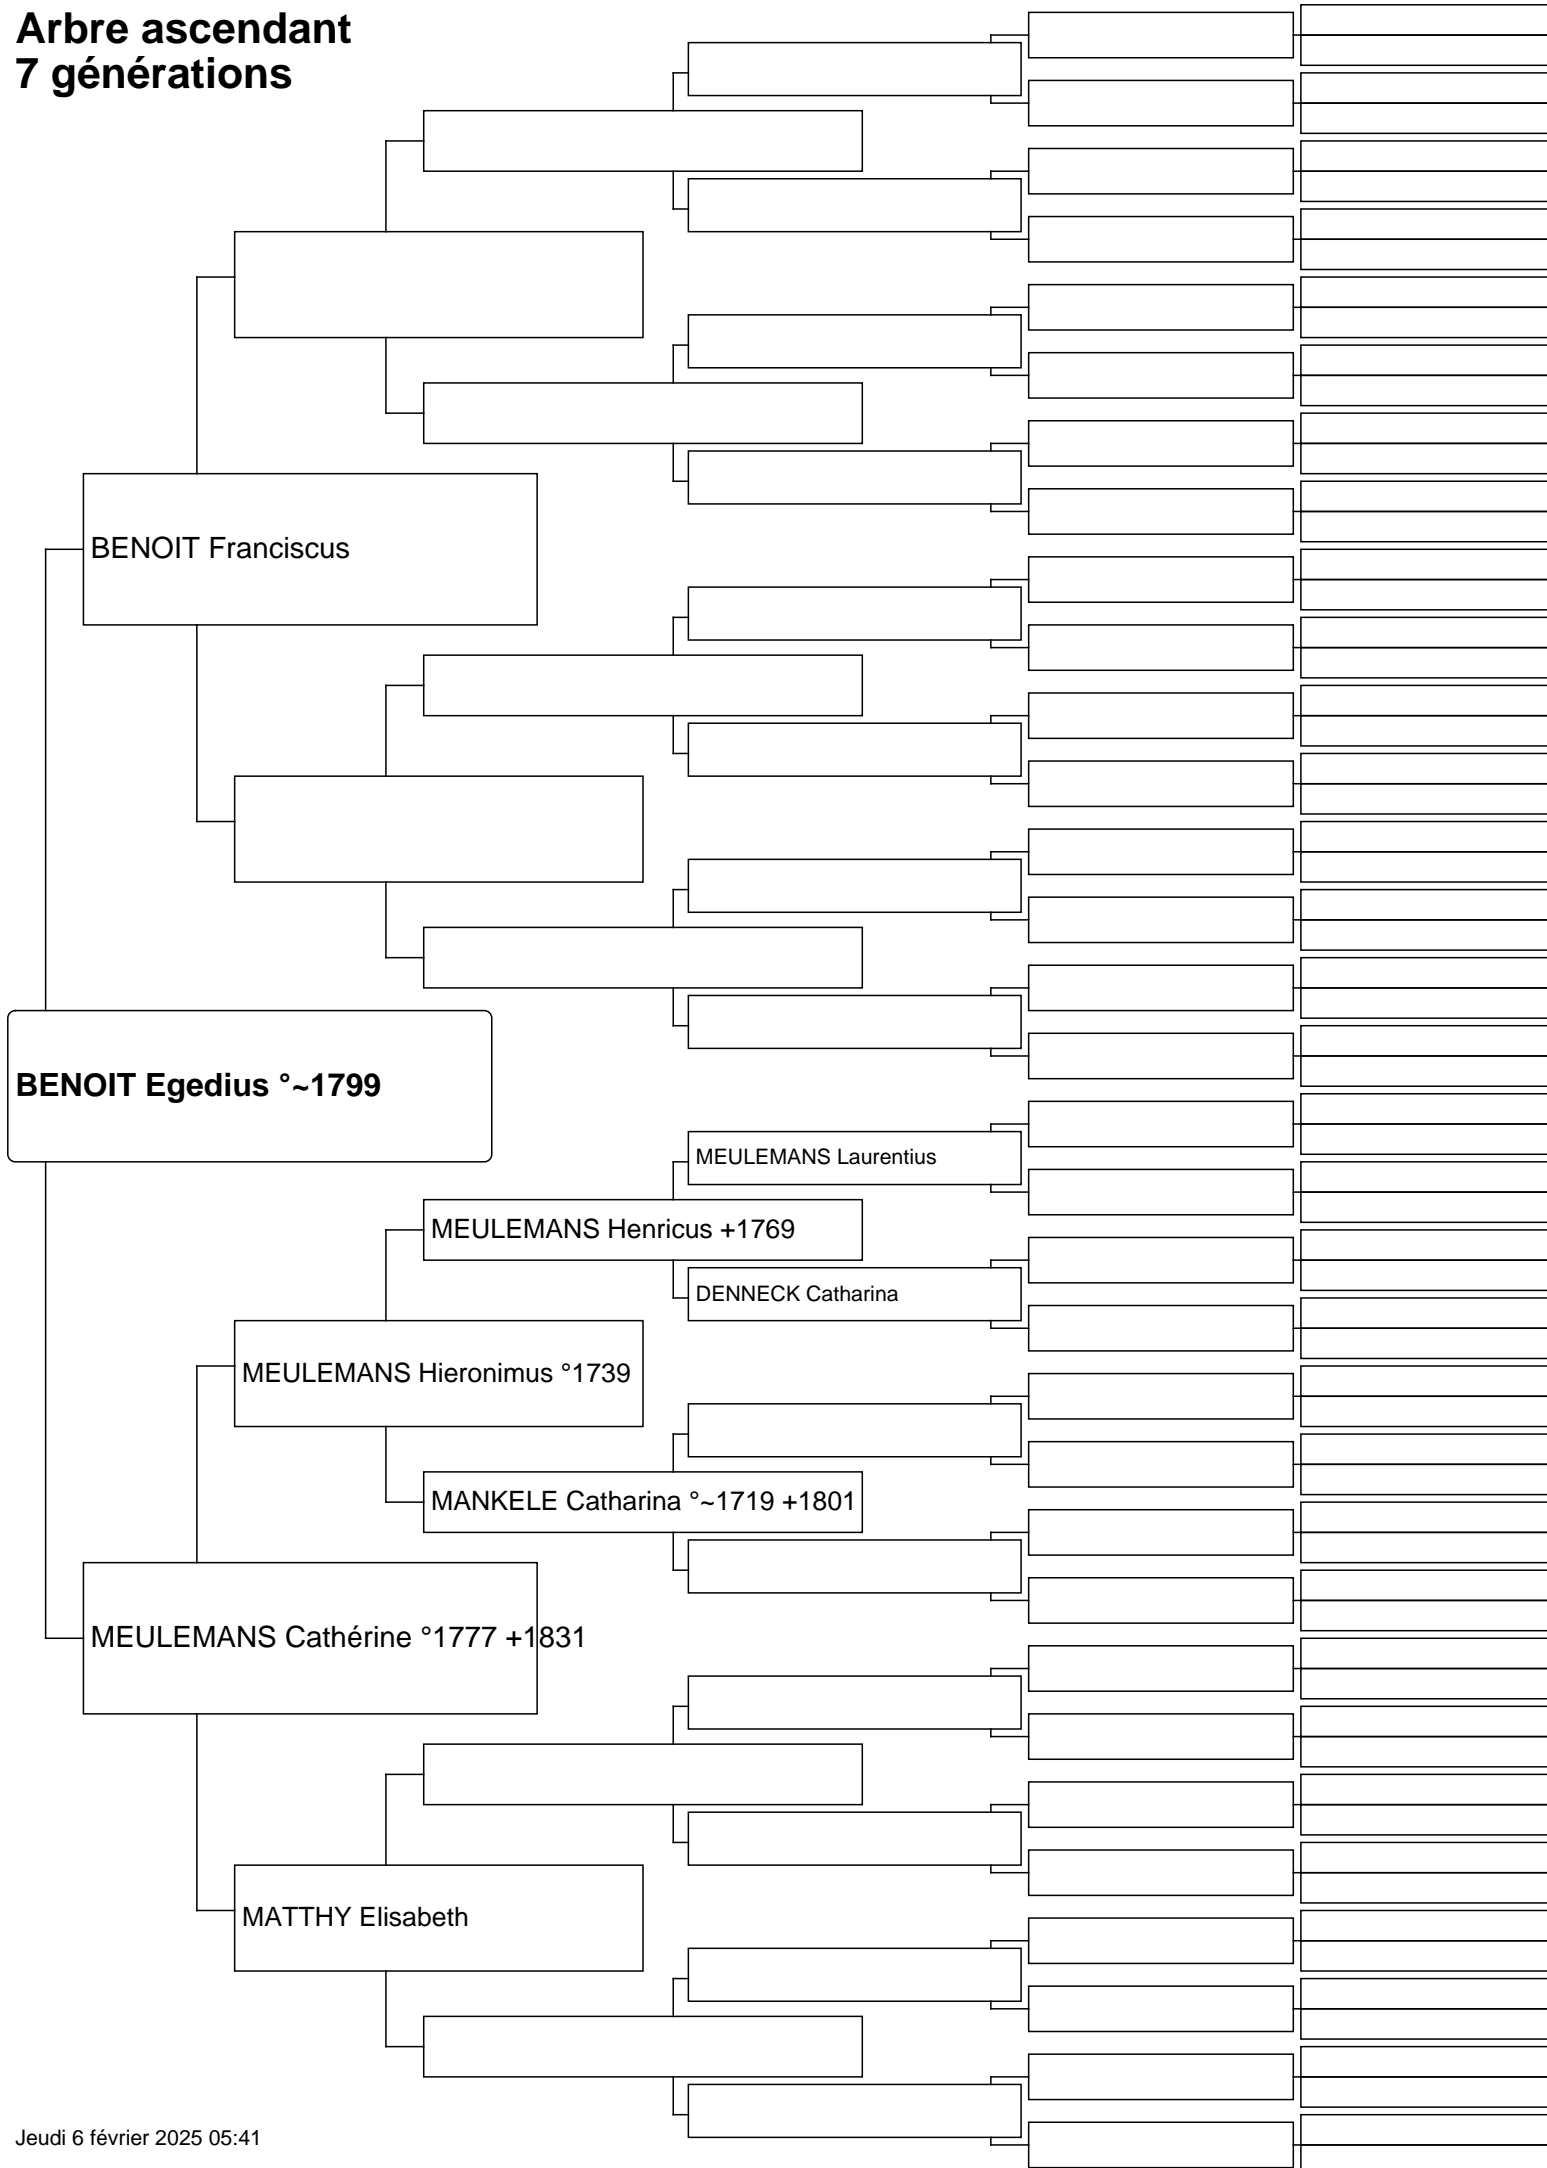 Arbre ascendant
7 générations
BENOIT Franciscus
BENOIT Egedius °~1799
MEULEMANS Laurentius
MEULEMANS Henricus +1769
DENNECK Catharina
MEULEMANS Hieronimus °1739
MANKELE Catharina °~1719 +1801
MEULEMANS Cathérine °1777 +1831
MATTHY Elisabeth
Jeudi 6 février 2025 05:41